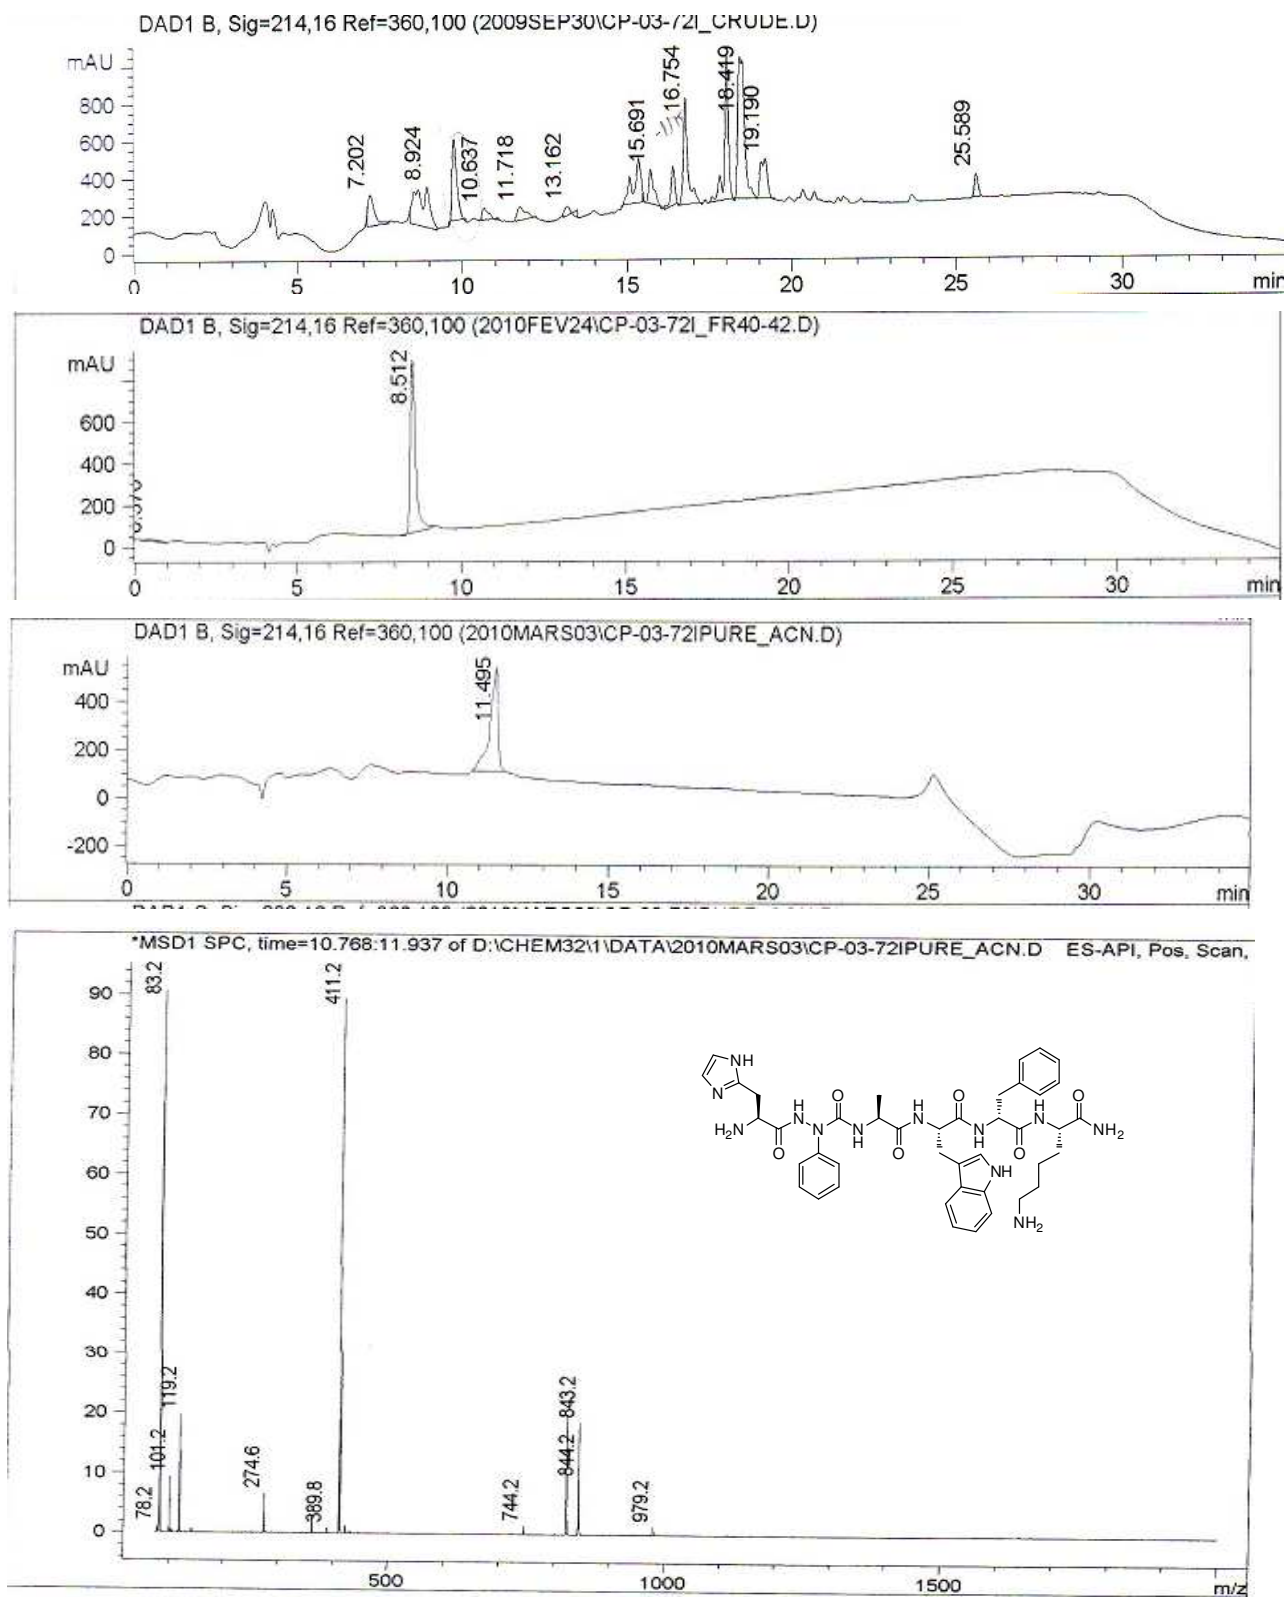 DAD1 B, Sig=214,16 Ref=360,100 (2009SEP30\CP-03-72I_CRUDE.D)
mAU
800
600
400
200
0
7.202
8.924
10.637
11.718
13.162
15.691
16.754
18.419
19.190
25.589
0 5 10 15 20 25 30 min
DAD1 B, Sig=214,16 Ref=360,100 (2010FEV24\CP-03-72I_FR40-42.D)
mAU
600
400
200
0
8.512
0 5 10 15 20 25 30 min
DAD1 B, Sig=214,16 Ref=360,100 (2010MARS03\CP-03-72IPURE_ACN.D)
mAU
400
200
0
-200
11.495
0 5 10 15 20 25 30 min
*MSD1 SPC, time=10.768:11.937 of D:\CHEM32\1\DATA\2010MARS03\CP-03-72IPURE_ACN.D ES-API, Pos, Scan,
90
80
70
60
50
40
30
20
10
0
78.2
83.2
101.2
119.2
274.6
389.8
411.2
744.2
844.2
843.2
979.2
NH
N
H2N
O
H
N
N
O
N
H
O
H
N
O
N
H
O
H
N
O
NH2
NH
NH2
500 1000 1500 m/z